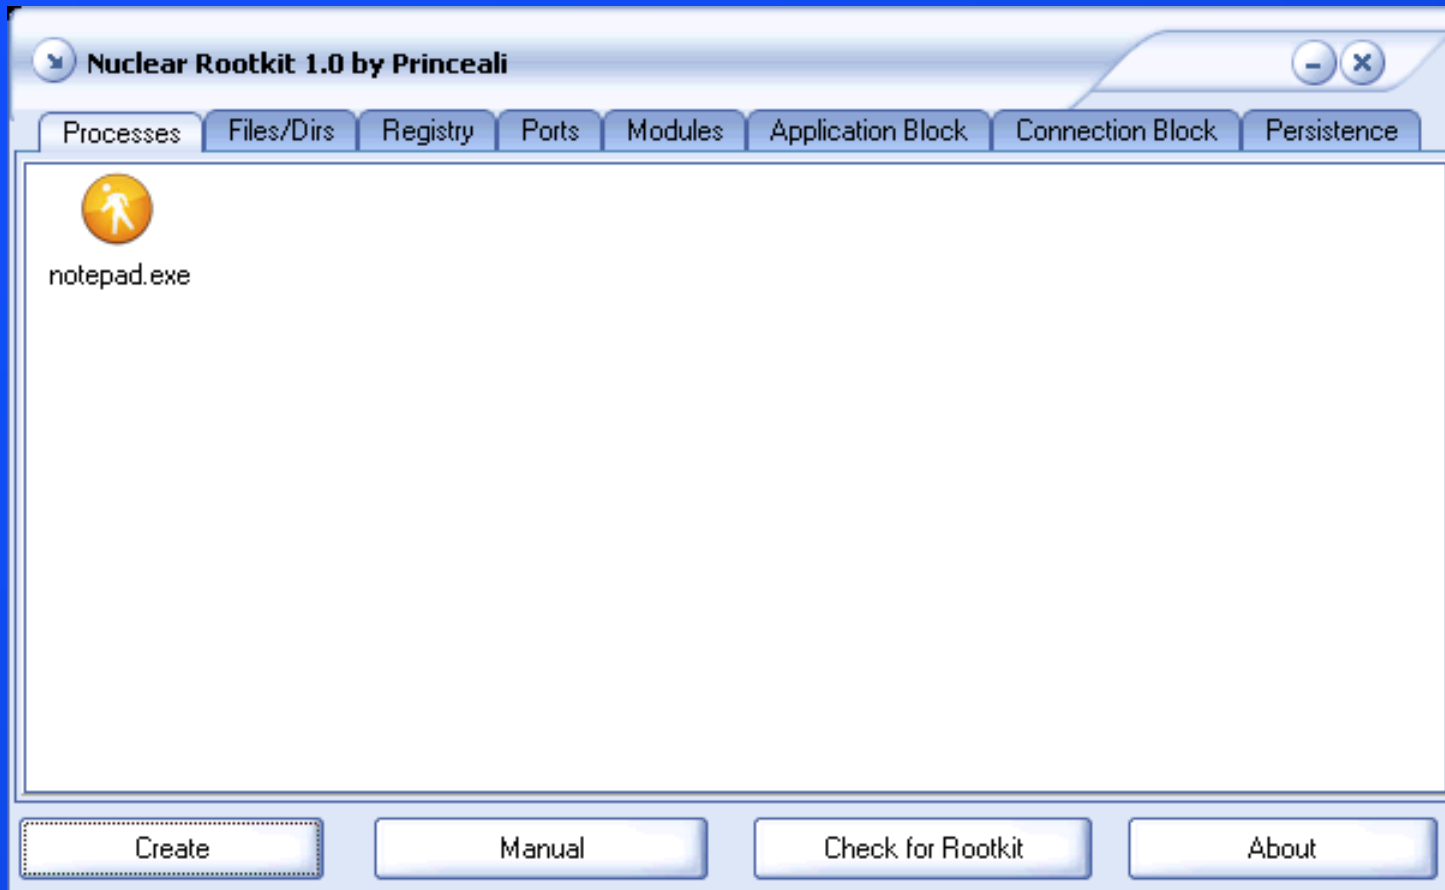 Nuclear Rootkit 1.0 by Princeali
Processes Files/Dirs Registry Ports Modules Application Block Connection Block Persistence
notepad.exe
Create Manual Check for Rootkit About